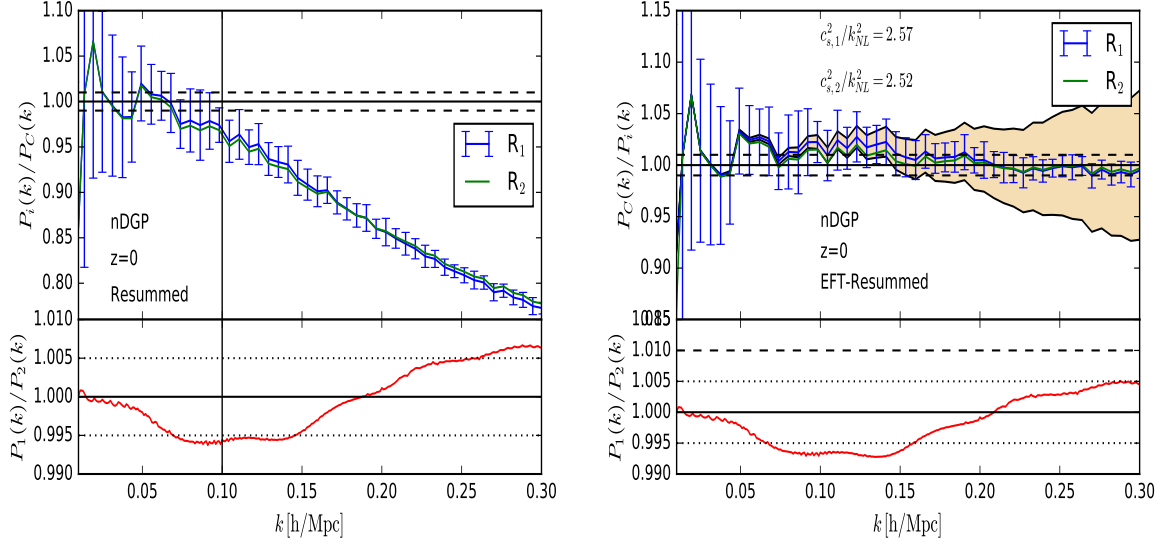 1.10
1.05
1.00
0.95
0.90
0.85
0.80
P_i(k)/P_C(k)
R_1
R_2
nDGP
z=0
Resummed
1.010
1.005
1.000
0.995
0.990
P_1(k)/P_2(k)
0.05 0.10 0.15 0.20 0.25 0.30
k [h/Mpc]
1.15
1.10
1.05
1.00
0.95
0.90
P_C(k)/P_i(k)
c^2_{s,1}/k^2_{NL} = 2.57
c^2_{s,2}/k^2_{NL} = 2.52
R_1
R_2
nDGP
z=0
EFT-Resummed
1.010
1.005
1.000
0.995
0.990
P_1(k)/P_2(k)
0.05 0.10 0.15 0.20 0.25 0.30
k [h/Mpc]